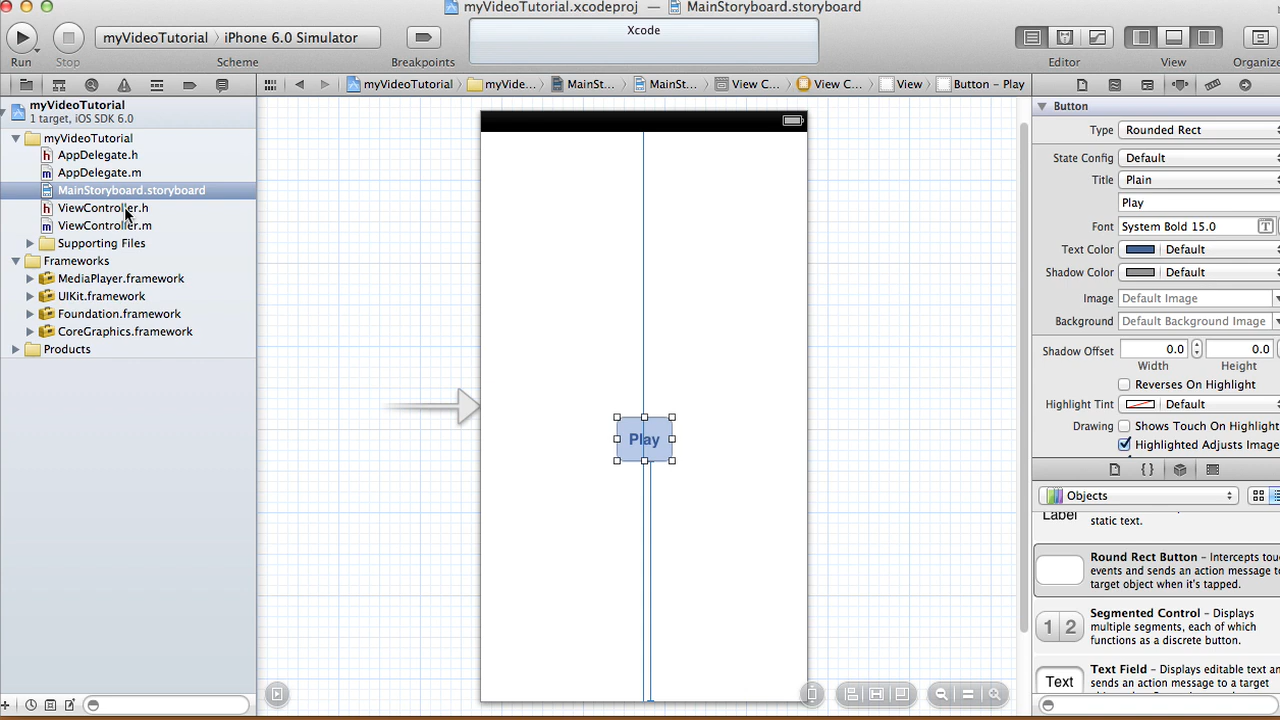 myVideoTutorial.xcodeproj — MainStoryboard.storyboard
myVideoTutorial › iPhone 6.0 Simulator
Xcode
Run
Stop
Scheme
Breakpoints
Editor
View
Organize
myVideoTutorial
myVide...
MainSt...
MainSt...
View C...
View C...
View
Button - Play
myVideoTutorial
1 target, iOS SDK 6.0
myVideoTutorial
AppDelegate.h
AppDelegate.m
MainStoryboard.storyboard
ViewController.h
ViewController.m
Supporting Files
Frameworks
MediaPlayer.framework
UIKit.framework
Foundation.framework
CoreGraphics.framework
Products
Play
Button
Type Rounded Rect
State Config Default
Title Plain
Play
Font System Bold 15.0
Text Color Default
Shadow Color Default
Image Default Image
Background Default Background Image
Shadow Offset 0.0 0.0
Width Height
Reverses On Highlight
Highlight Tint Default
Drawing Shows Touch On Highlight
Highlighted Adjusts Image
Objects
Label
static text.
Round Rect Button – Intercepts touc
events and sends an action message to
target object when it's tapped.
1 2
Segmented Control – Displays
multiple segments, each of which
functions as a discrete button.
Text
Text Field – Displays editable text an
sends an action message to a target